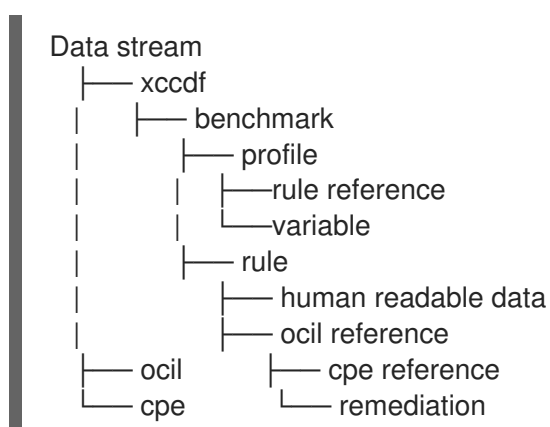 Data stream
├── xccdf
|      ├── benchmark
|            ├── profile
|            |    ├──rule reference
|            |    └──variable
|            ├── rule
|                 ├── human readable data
|                 ├── ocil reference
├── ocil          ├── cpe reference
└── cpe          └── remediation